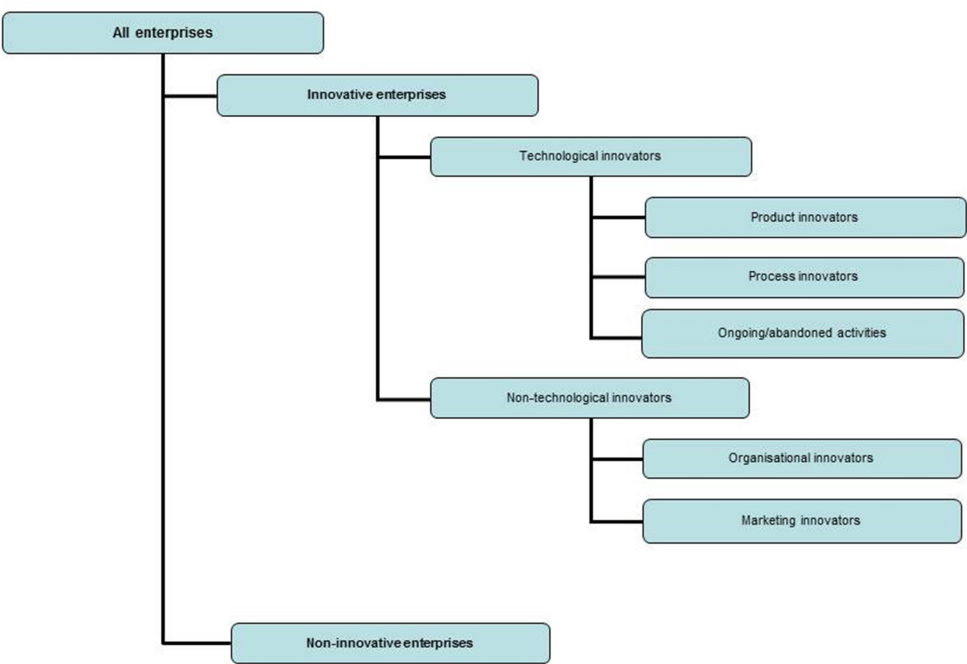 All enterprises
Innovative enterprises
Technological innovators
Product innovators
Process innovators
Ongoing/abandoned activities
Non-technological innovators
Organisational innovators
Marketing innovators
Non-innovative enterprises